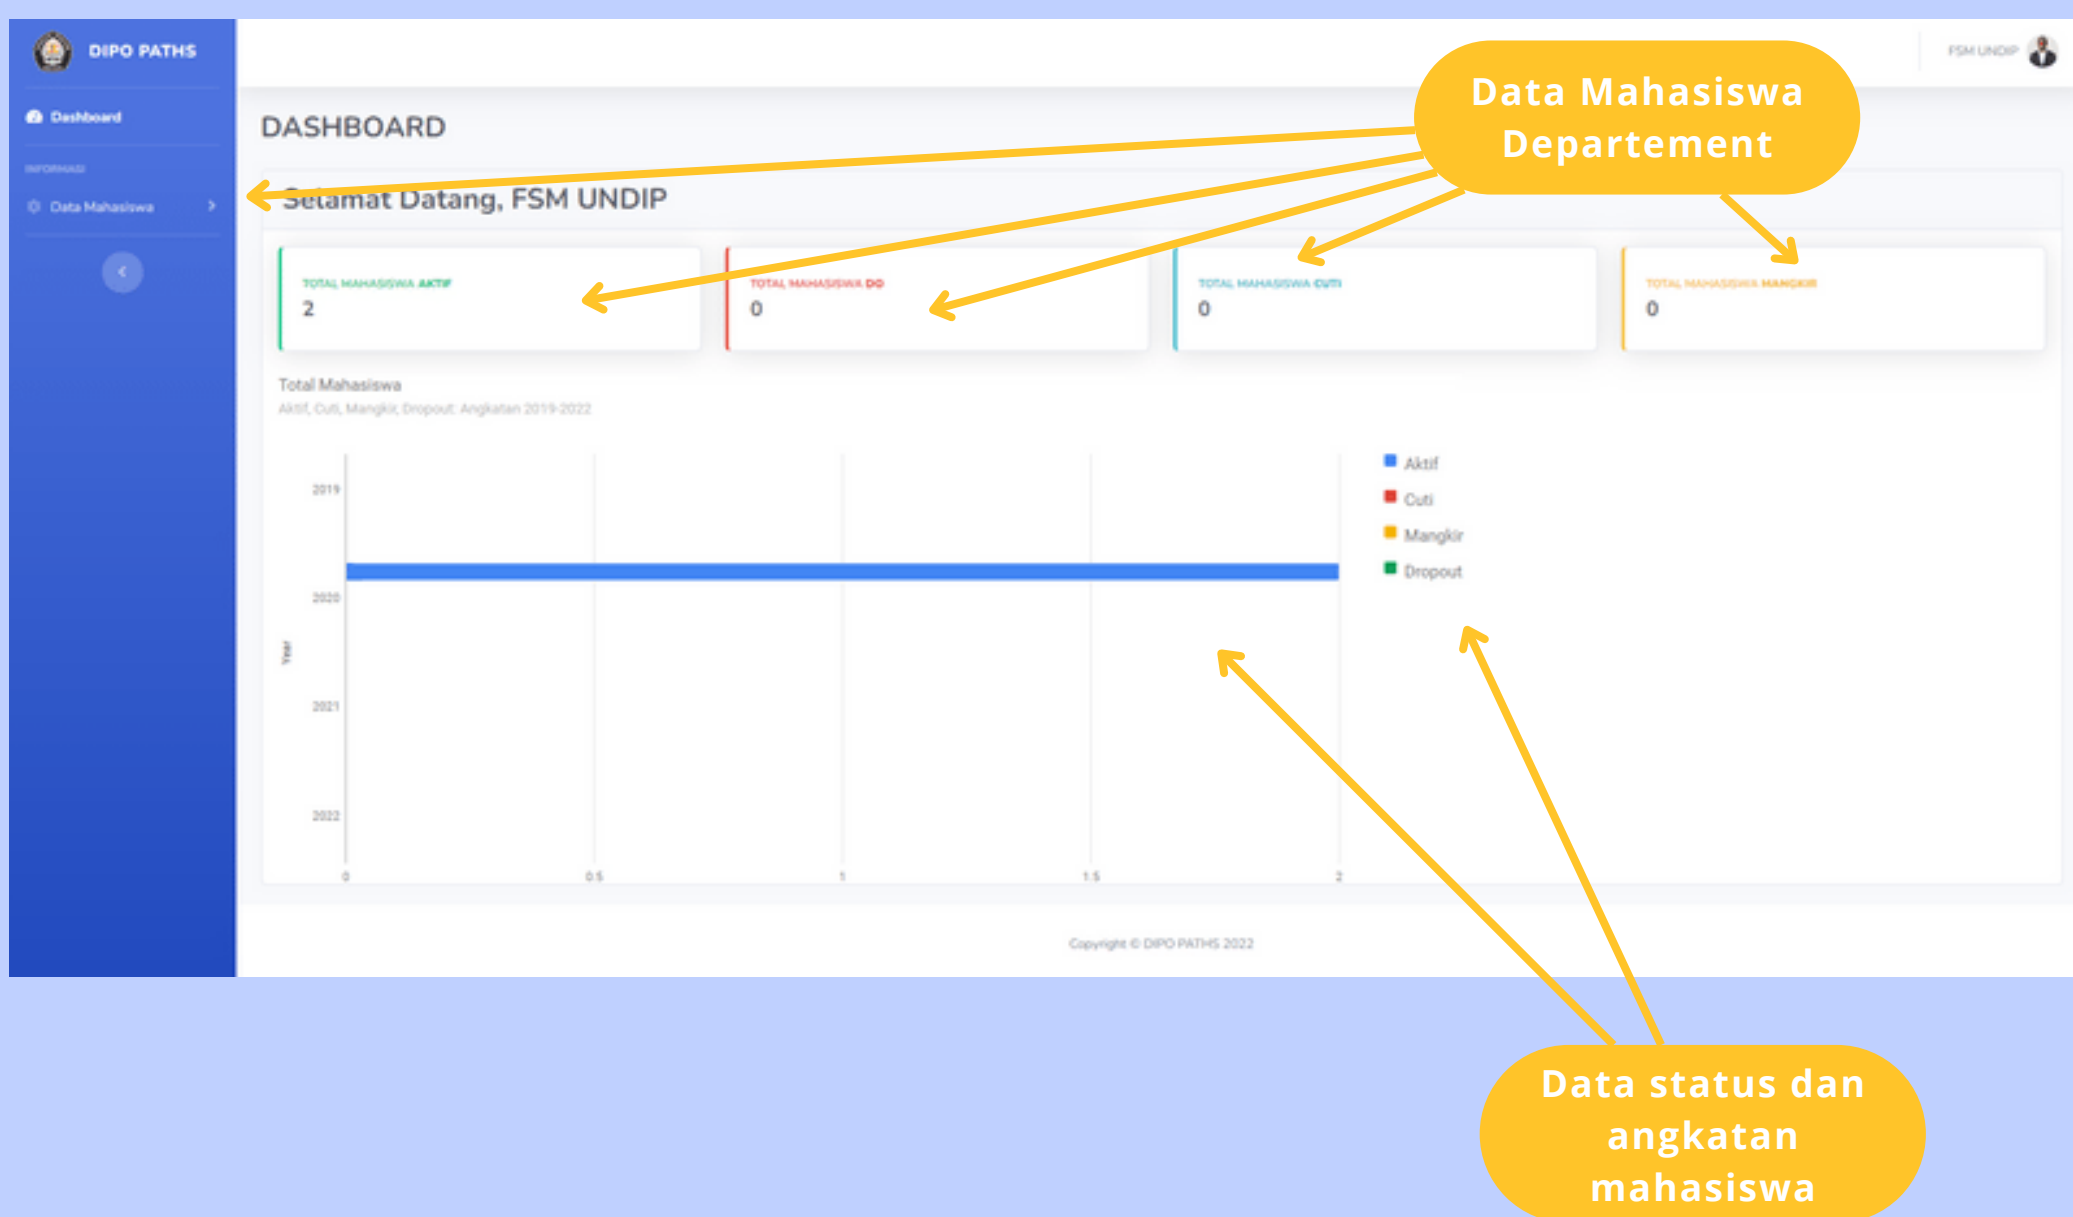 DIPO PATHS
FSM UNDIP
Data Mahasiswa
Departement
Dashboard
DASHBOARD
INFORMASI
Data Mahasiswa
Selamat Datang, FSM UNDIP
TOTAL MAHASISWA AKTIF
2
TOTAL MAHASISWA DO
0
TOTAL MAHASISWA CUTI
0
TOTAL MAHASISWA MANGKIR
0
Total Mahasiswa
Aktif, Cuti, Mangkir, Dropout: Angkatan 2019-2022
Aktif
Cuti
Mangkir
Dropout
2019
2020
2021
2022
Year
0
0.5
1
1.5
2
Copyright © DIPO PATHS 2022
Data status dan
angkatan
mahasiswa